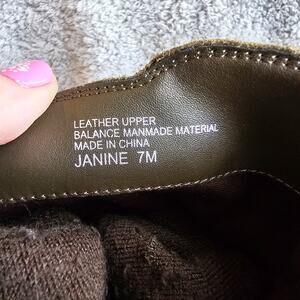 LEATHER UPPER
BALANCE MANMADE MATERIAL
MADE IN CHINA
JANINE 7M